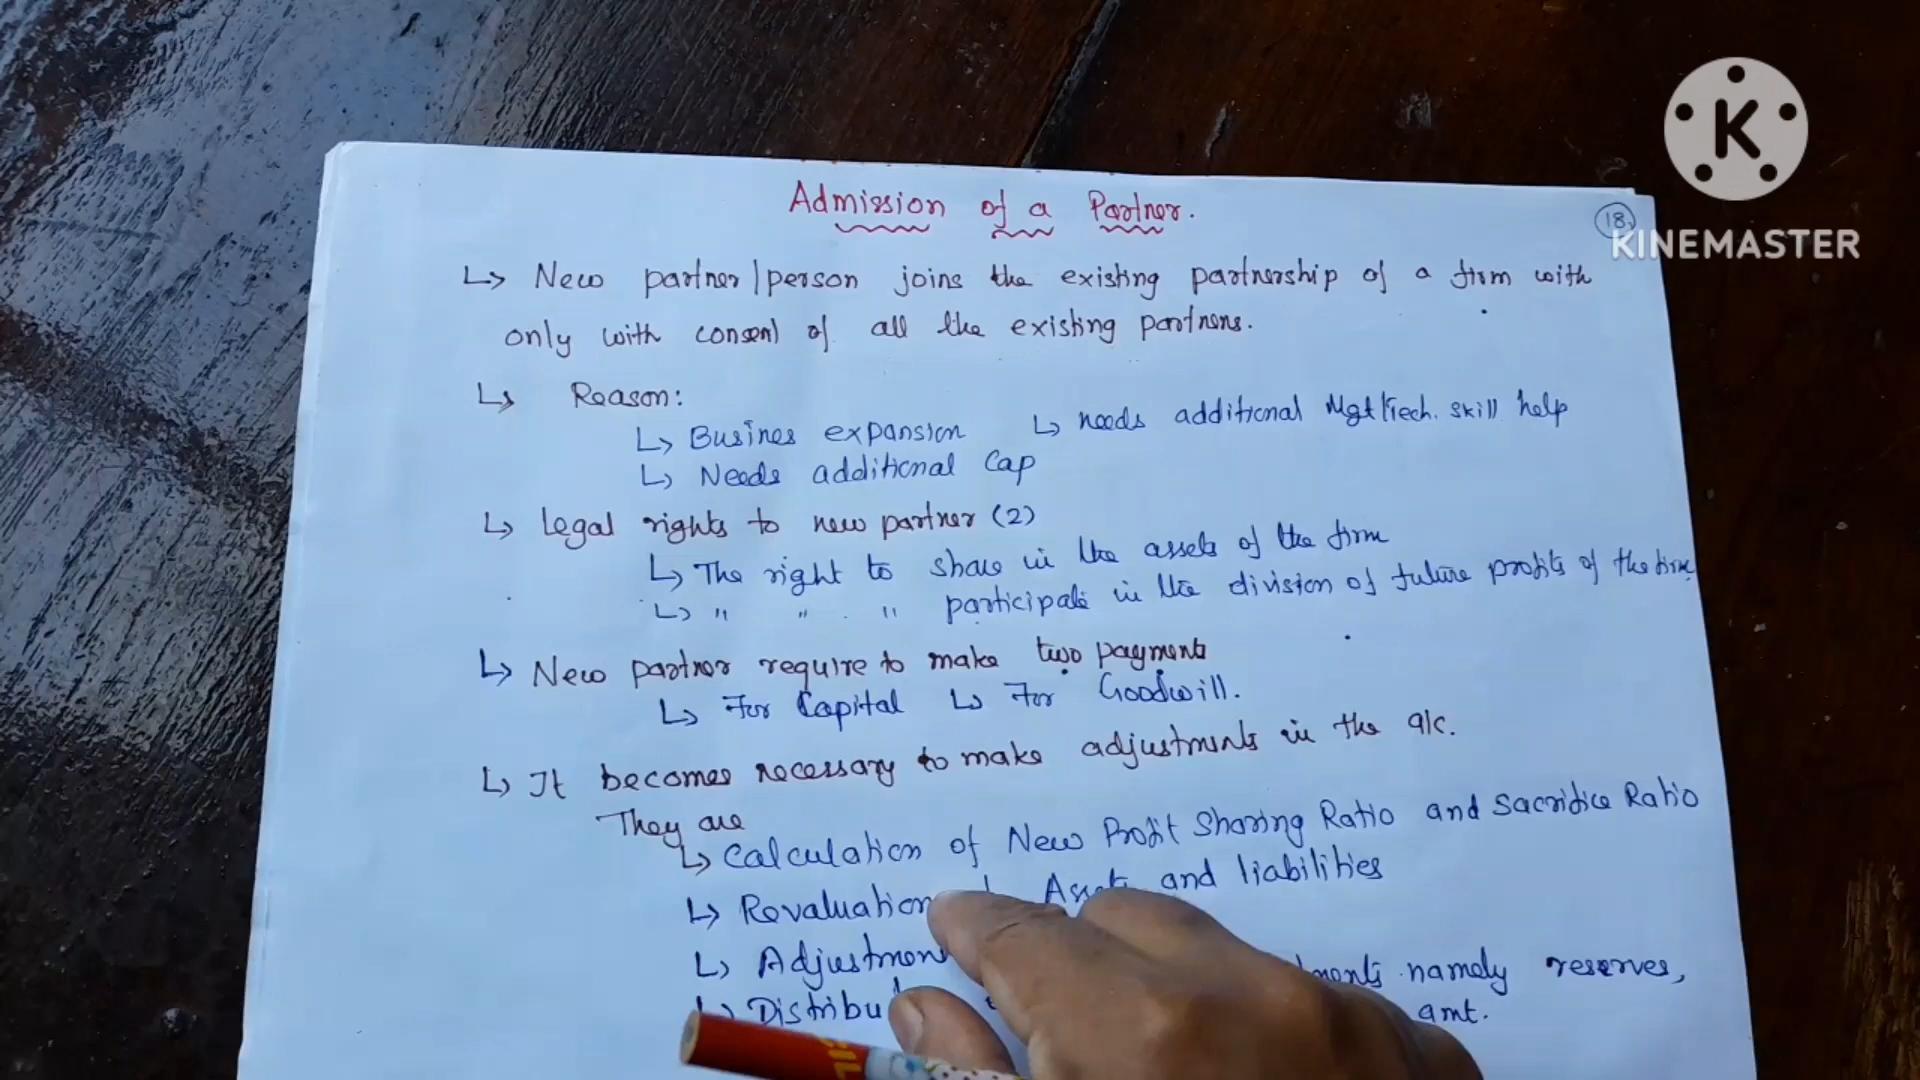 K
KINEMASTER
18.
Admission of a Partner.
↳ New partner/person joins the existing partnership of a firm with
only with consent of all the existing partners.
↳ Reason:
↳ Busines expansion ↳ needs additional Mgt/Tech. skill help
↳ Needs additional Cap
↳ Legal rights to new partner (2)
↳ The right to share in the assets of the firm
↳ " " " participate in the division of future profits of the firm
↳ New partner require to make two payments
↳ For Capital ↳ For Goodwill.
↳ It becomes necessary to make adjustments in the a/c.
They are
↳ Calculation of New Profit Sharing Ratio and Sacrifice Ratio
↳ Revaluation Assets and liabilities
↳ Adjustment namely reserves,
↳ Distribu amt.